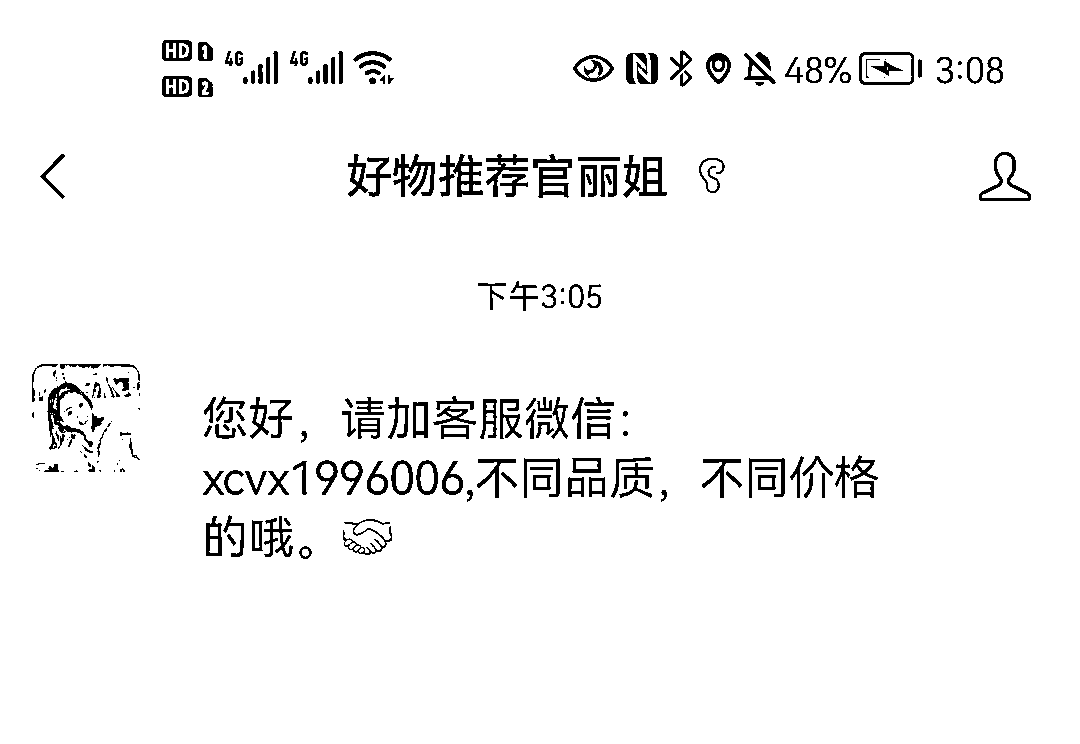 HD 1 4G 4G 48% 3:08
HD 2
好物推荐官丽姐
下午3:05
您好，请加客服微信：
xcvx1996006,不同品质，不同价格
的哦。